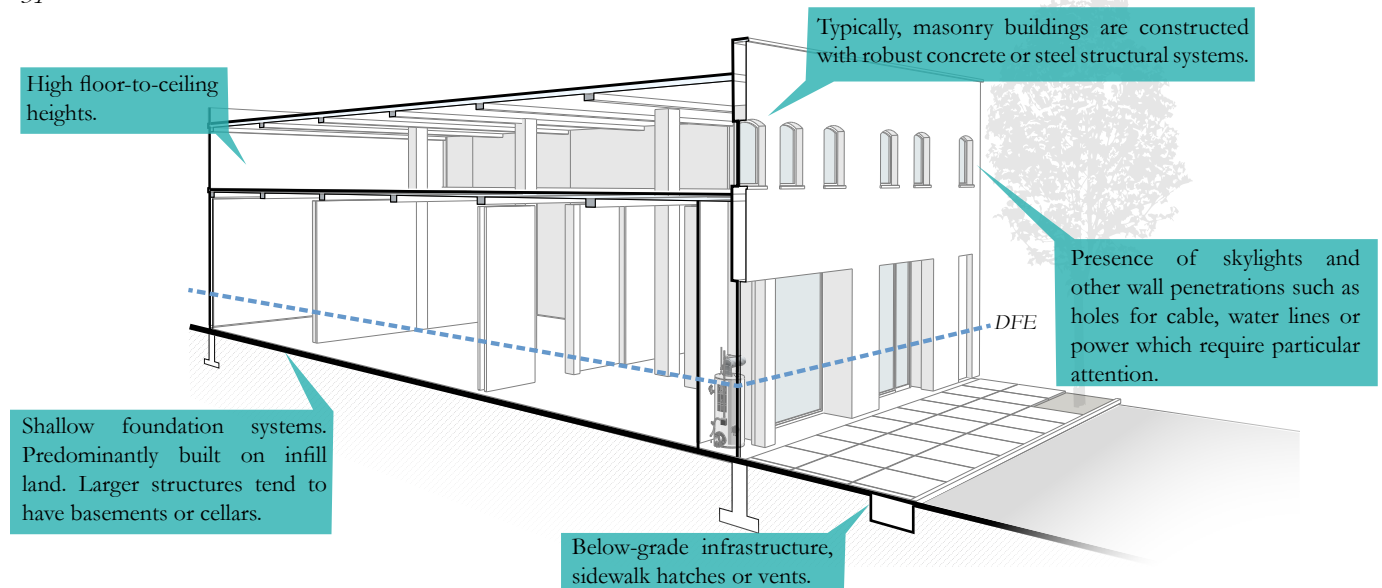 Typically, masonry buildings are constructed
with robust concrete or steel structural systems.
High floor-to-ceiling
heights.
Presence of skylights and
other wall penetrations such as
holes for cable, water lines or
power which require particular
attention.
DFE
Shallow foundation systems.
Predominantly built on infill
land. Larger structures tend to
have basements or cellars.
Below-grade infrastructure,
sidewalk hatches or vents.